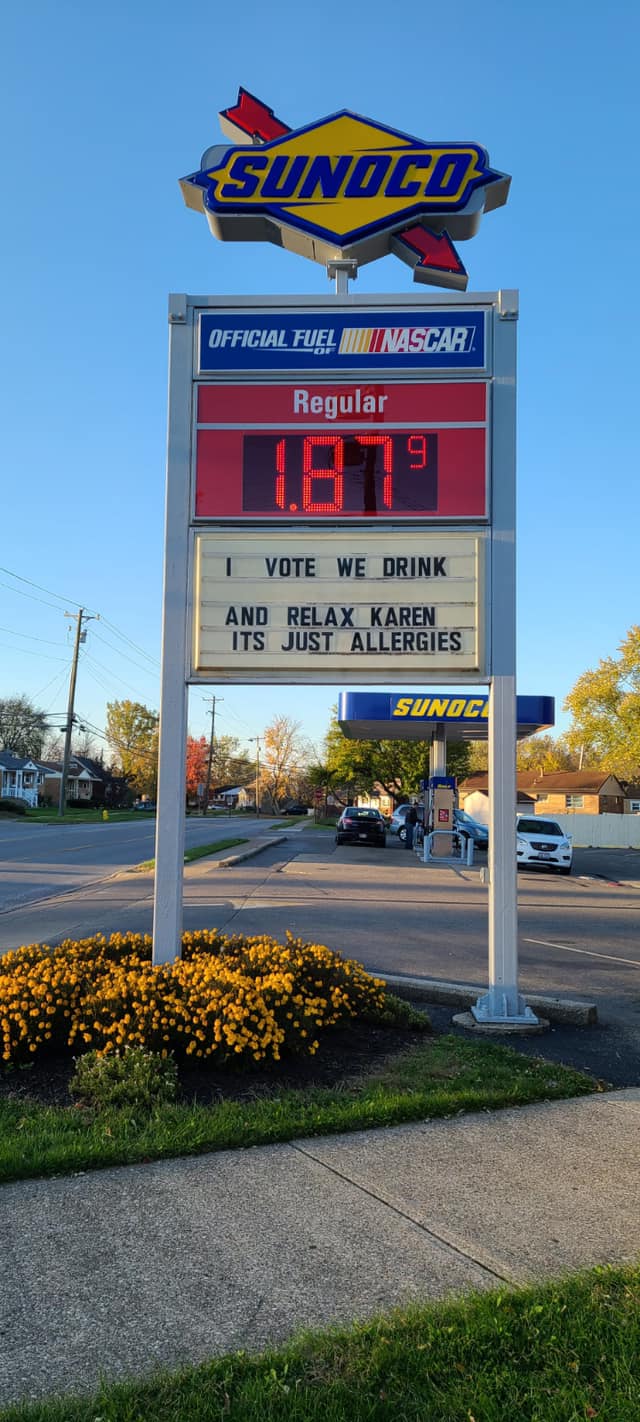 SUNOCO
OFFICIAL FUEL OF NASCAR
Regular
1.87 9
I VOTE WE DRINK
AND RELAX KAREN
ITS JUST ALLERGIES
SUNOCO